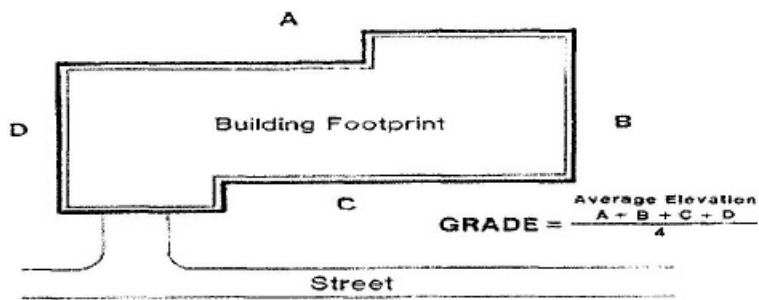 A
D
Building Footprint
B
C
Average Elevation
GRADE = A + B + C + D
4
Street